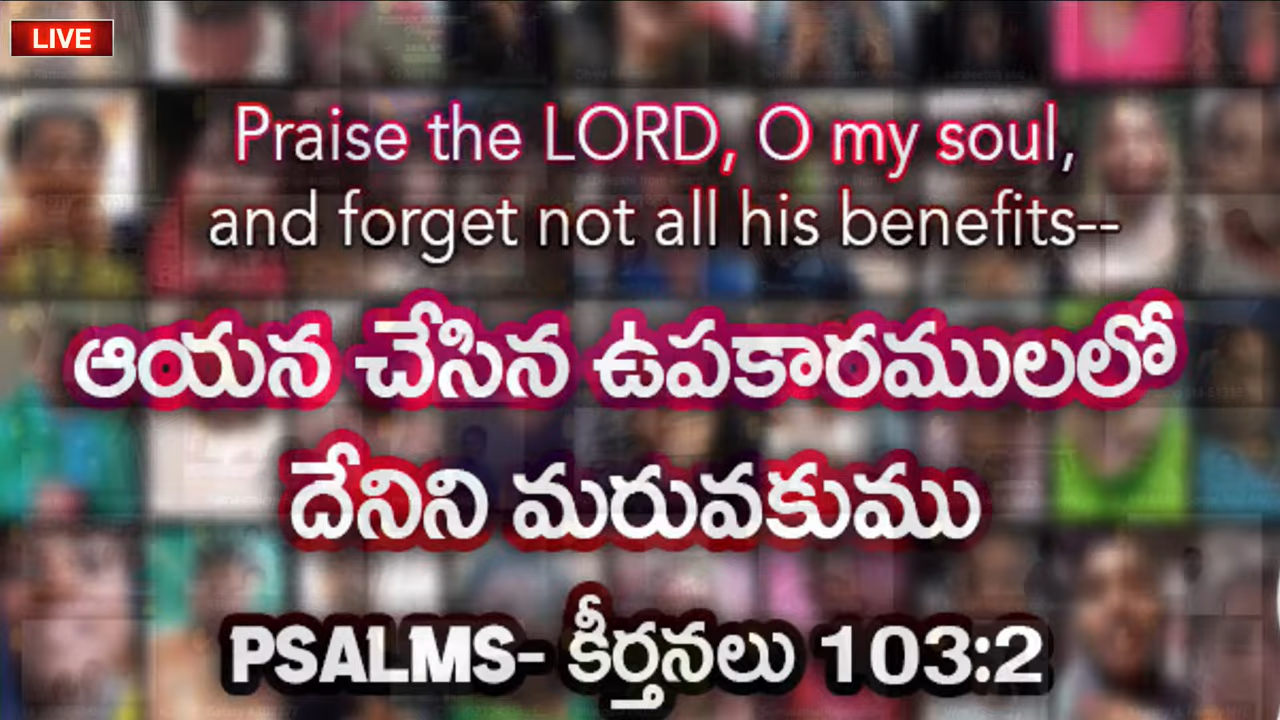 LIVE
Praise the LORD, O my soul,
and forget not all his benefits--
ఆయన చేసిన ఉపకారములలో
దేనిని మరువకుము
PSALMS- కీర్తనలు 103:2